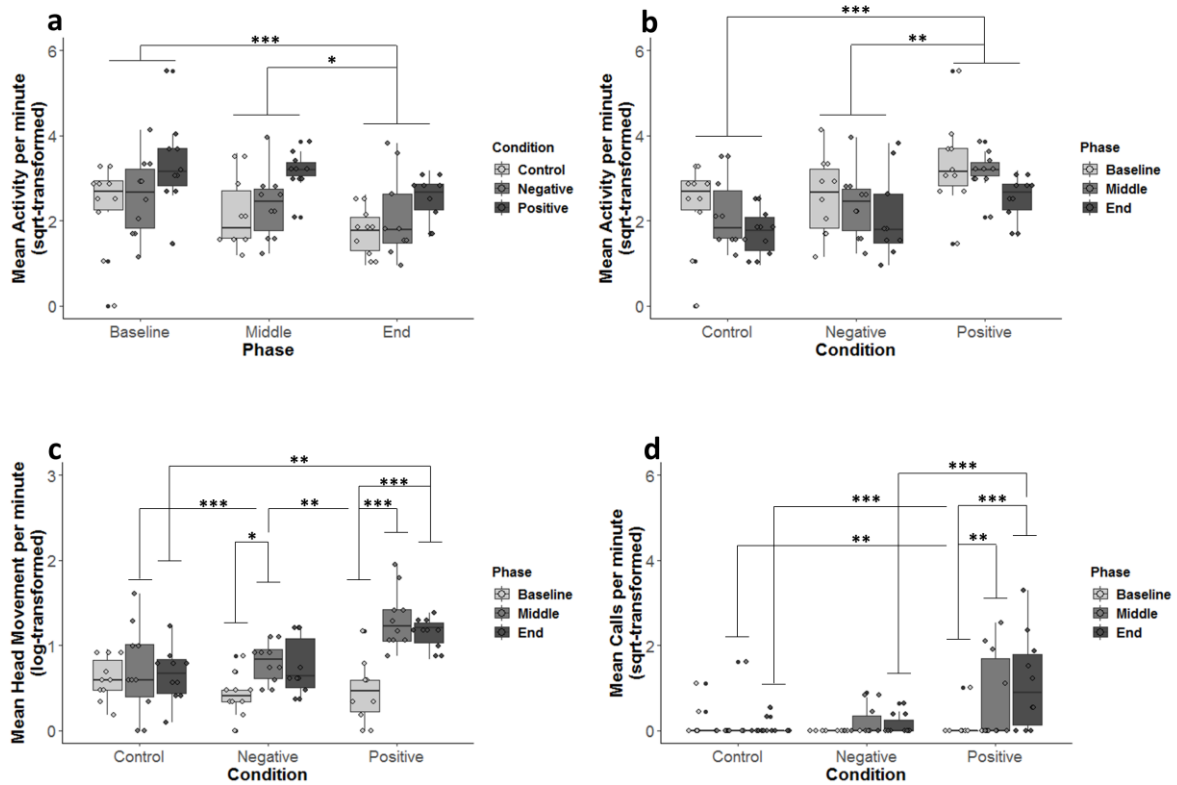 a
***
*
6
4
2
0
Mean Activity per minute
(sqrt-transformed)
Baseline
Middle
End
Phase
Condition
Control
Negative
Positive
b
***
**
6
4
2
0
Mean Activity per minute
(sqrt-transformed)
Control
Negative
Positive
Condition
Phase
Baseline
Middle
End
c
**
***
***
**
***
*
3
2
1
0
Mean Head Movement per minute
(log-transformed)
Control
Negative
Positive
Condition
Phase
Baseline
Middle
End
d
***
***
***
**
**
6
4
2
0
Mean Calls per minute
(sqrt-transformed)
Control
Negative
Positive
Condition
Phase
Baseline
Middle
End